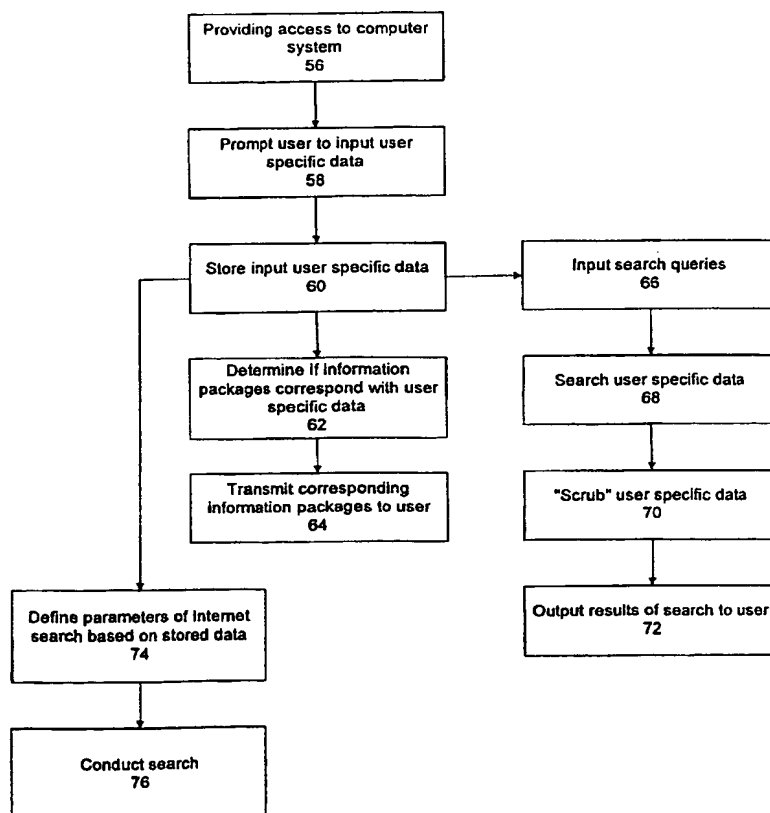 Providing access to computer
system
56
Prompt user to input user
specific data
58
Store input user specific data
60
Input search queries
66
Determine if information
packages correspond with user
specific data
62
Search user specific data
68
Transmit corresponding
information packages to user
64
"Scrub" user specific data
70
Define parameters of Internet
search based on stored data
74
Output results of search to user
72
Conduct search
76